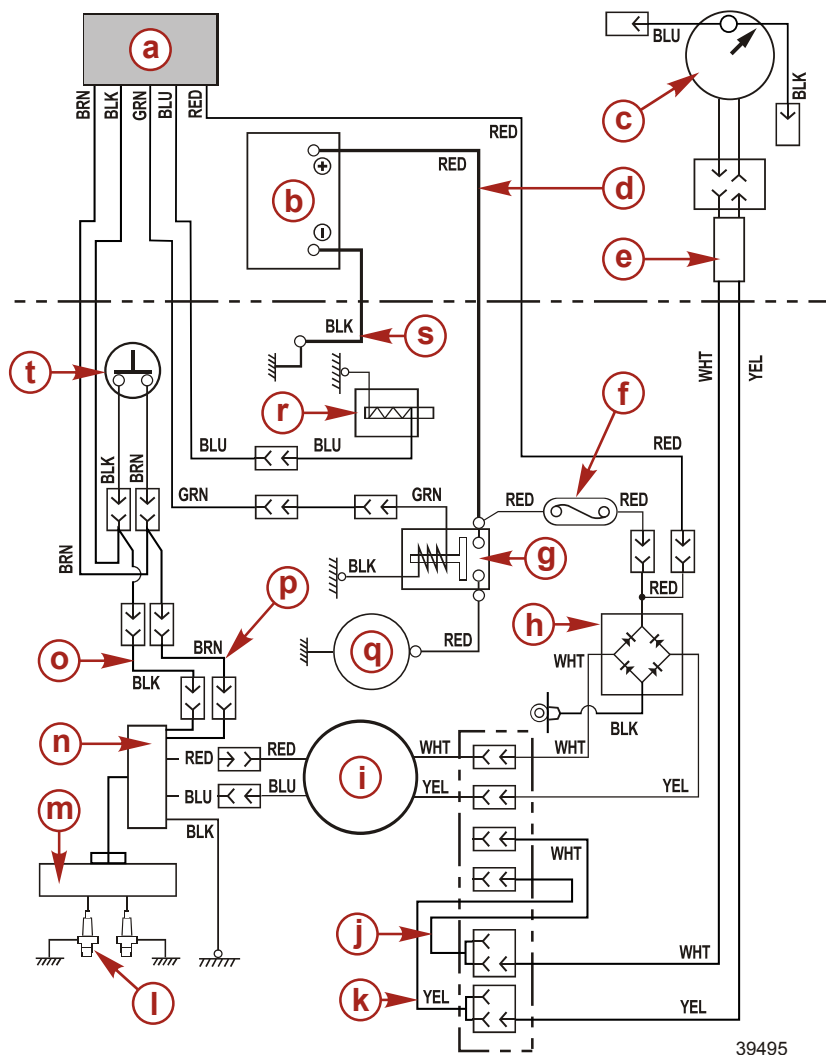 a
BRN
BLK
GRN
BLU
RED
BLU
BLK
c
RED
b
+
−
RED
d
e
BLK
s
t
r
f
WHT
YEL
BLU
BLU
RED
BLK
BRN
GRN
GRN
RED
RED
BRN
BLK
g
RED
p
h
o
BRN
BLK
q
RED
WHT
BLK
n
RED
RED
WHT
WHT
i
BLU
BLU
YEL
YEL
m
BLK
WHT
j
WHT
l
k
YEL
YEL
39495